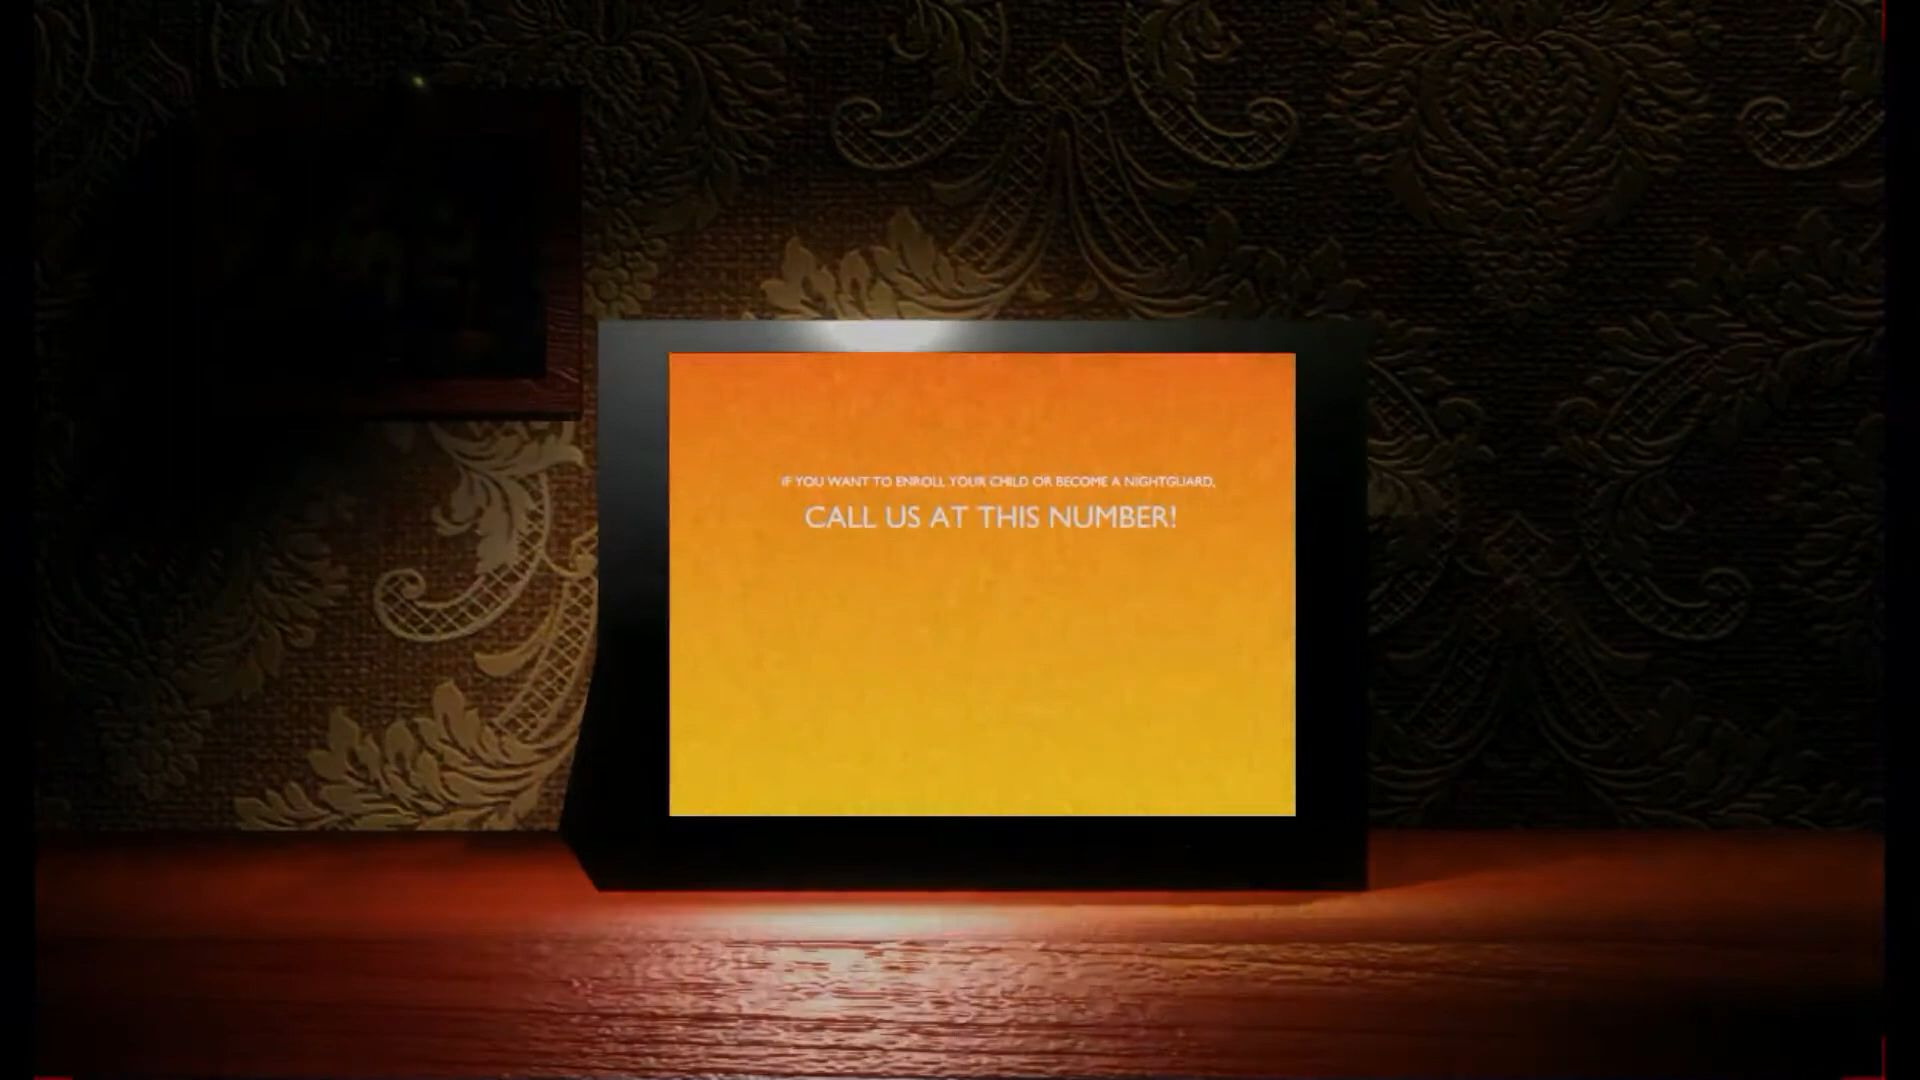 IF YOU WANT TO ENROLL YOUR CHILD OR BECOME A NIGHTGUARD,
CALL US AT THIS NUMBER!